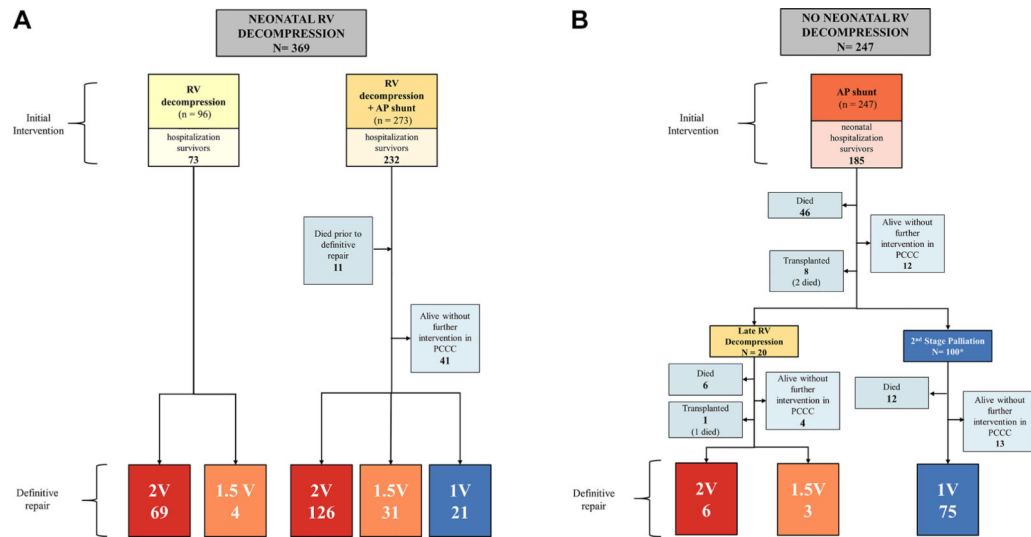 A
NEONATAL RV
DECOMPRESSION
N= 369
Initial
Intervention
RV
decompression
(n = 96)
hospitalization
survivors
73
RV
decompression
+ AP shunt
(n = 273)
hospitalization
survivors
232
Died prior to
definitive
repair
11
Alive without
further
intervention in
PCCC
41
Definitive
repair
2V
69
1.5 V
4
2V
126
1.5V
31
1V
21
B
NO NEONATAL RV
DECOMPRESSION
N= 247
Initial
Intervention
AP shunt
(n = 247)
neonatal
hospitalization
survivors
185
Died
46
Alive without
further
intervention in
PCCC
12
Transplanted
8
(2 died)
Late RV
Decompression
N = 20
2nd Stage Palliation
N= 100*
Died
6
Alive without
further
intervention in
PCCC
4
Transplanted
1
(1 died)
Died
12
Alive without
further
intervention in
PCCC
13
Definitive
repair
2V
6
1.5V
3
1V
75